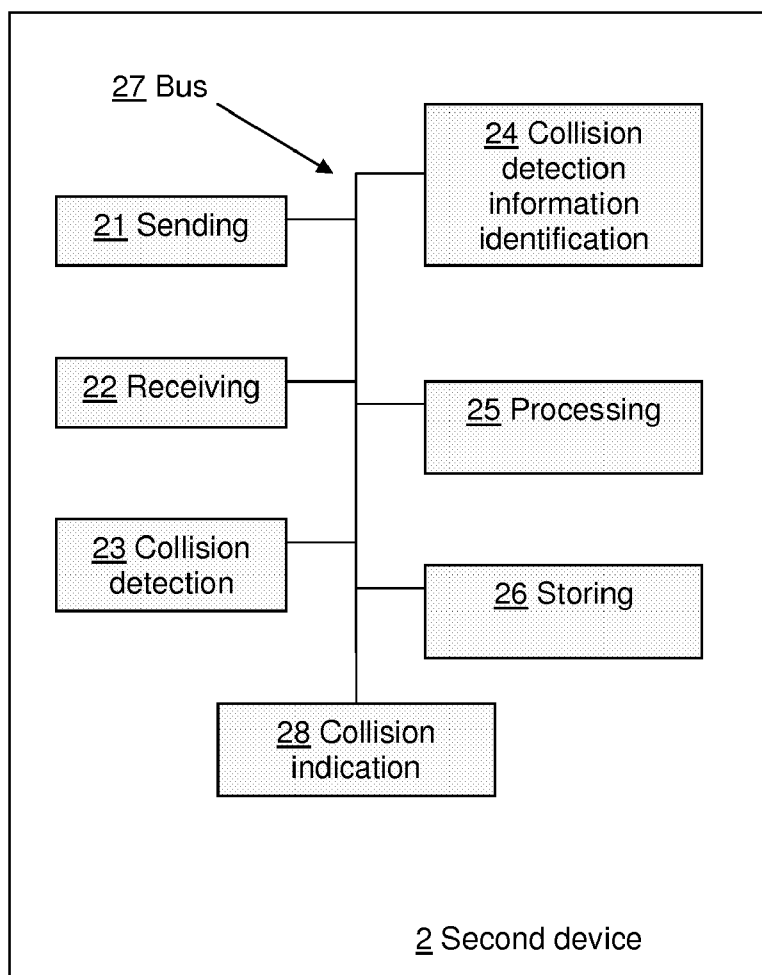 27 Bus
24 Collision
detection
information
identification
21 Sending
22 Receiving
25 Processing
23 Collision
detection
26 Storing
28 Collision
indication
2 Second device